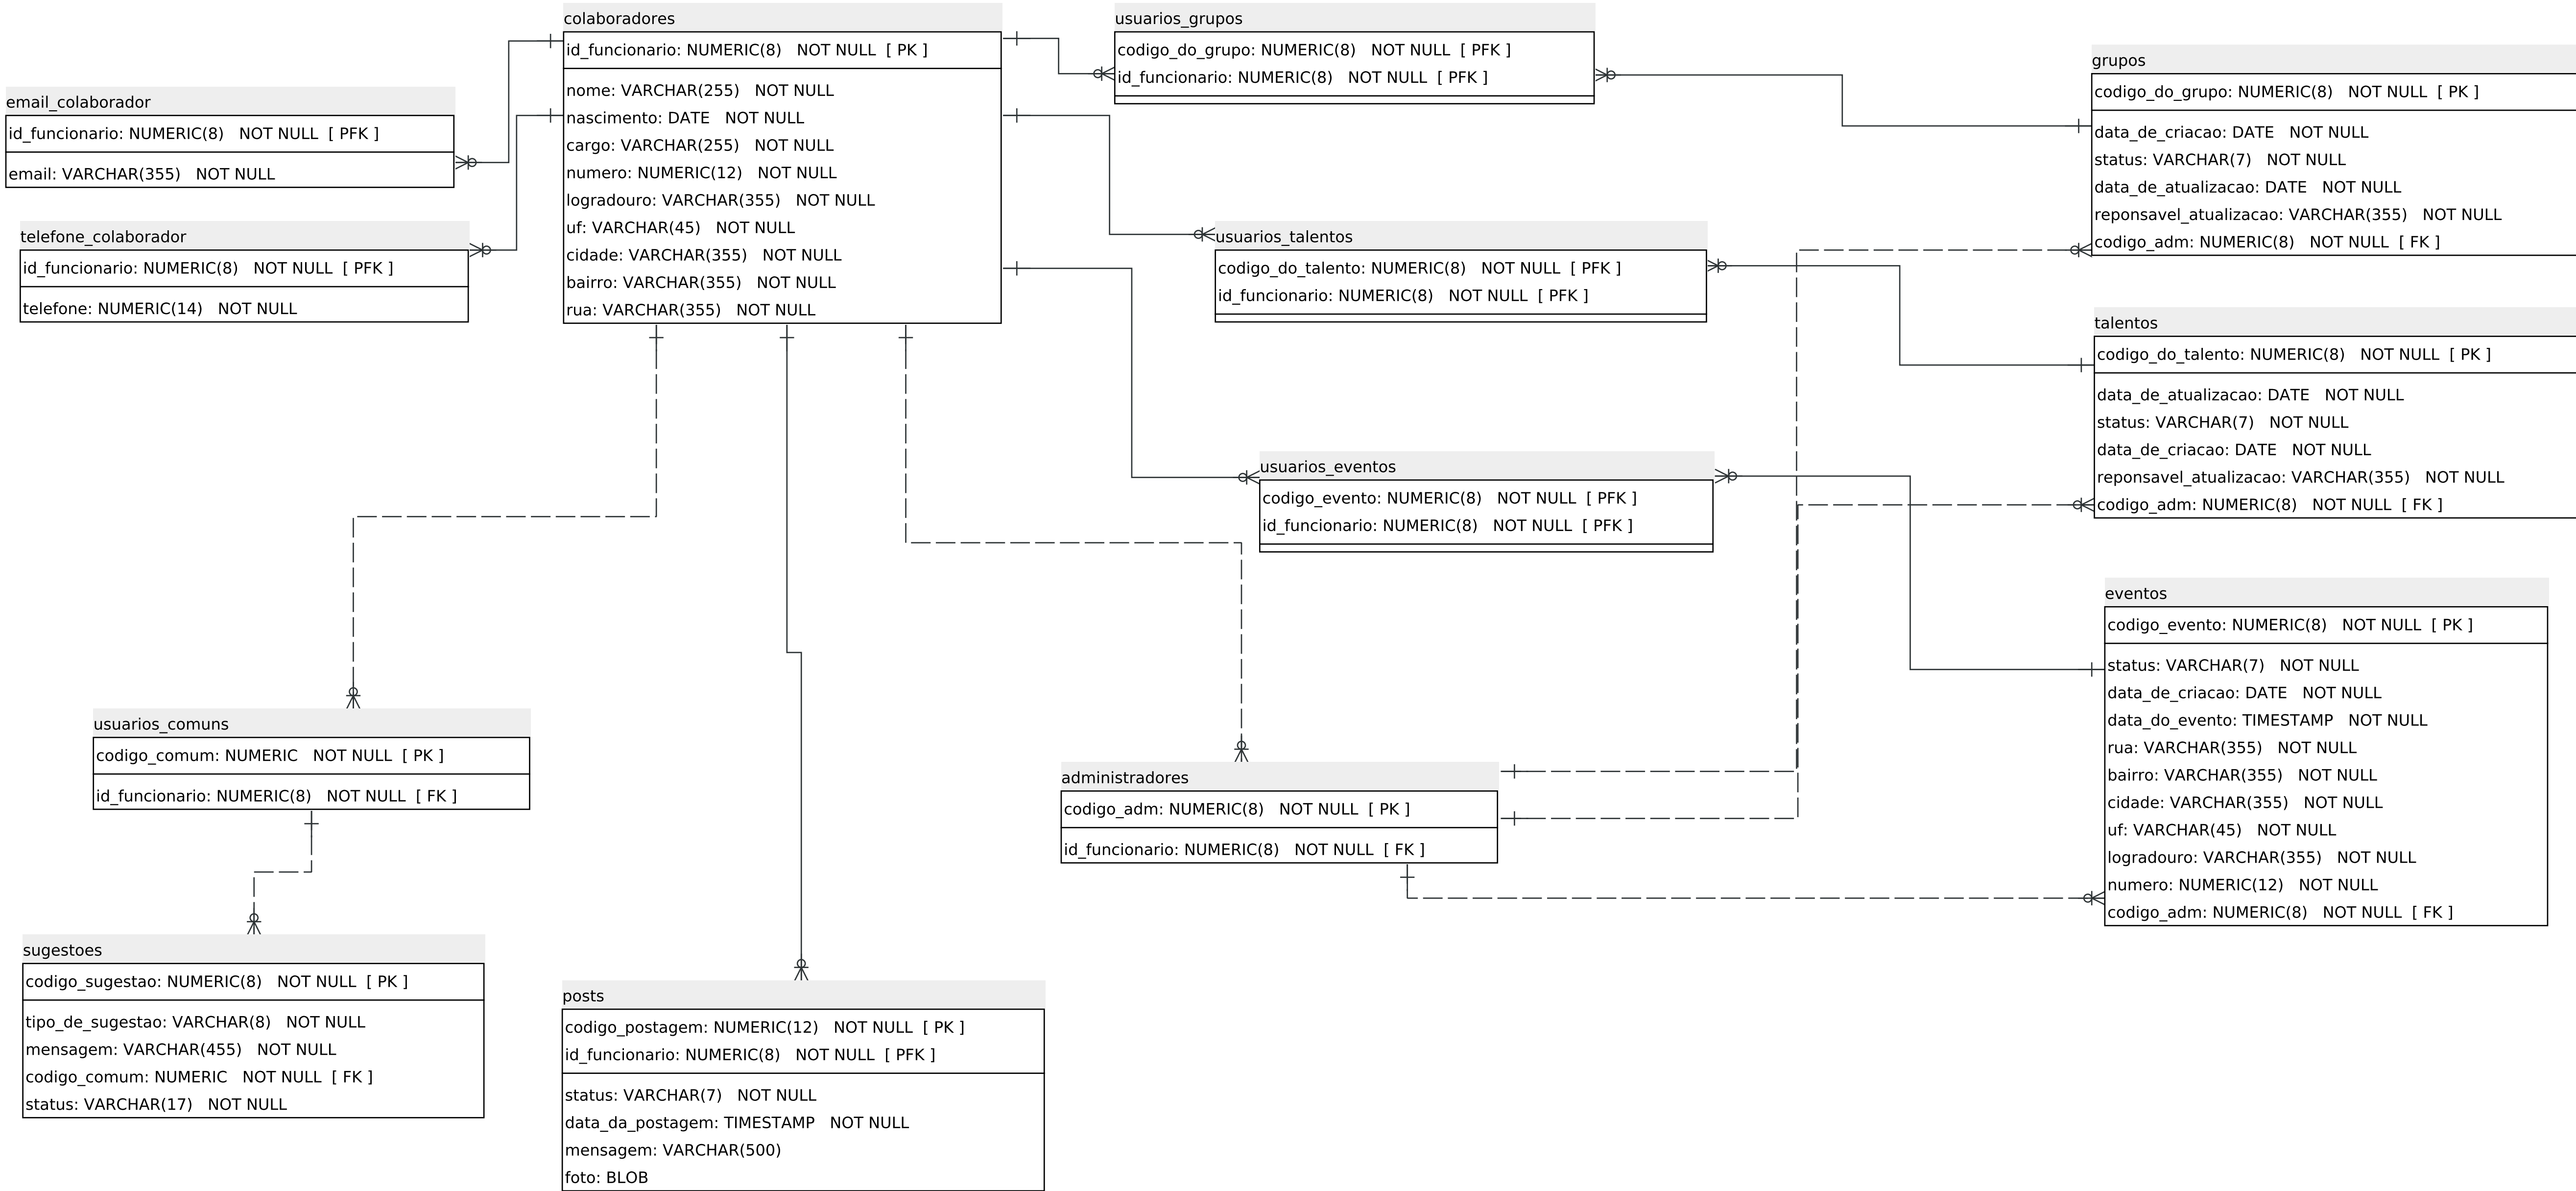 colaboradores
id_funcionario: NUMERIC(8) NOT NULL [ PK ]
nome: VARCHAR(255) NOT NULL
nascimento: DATE NOT NULL
cargo: VARCHAR(255) NOT NULL
numero: NUMERIC(12) NOT NULL
logradouro: VARCHAR(355) NOT NULL
uf: VARCHAR(45) NOT NULL
cidade: VARCHAR(355) NOT NULL
bairro: VARCHAR(355) NOT NULL
rua: VARCHAR(355) NOT NULL
usuarios_grupos
codigo_do_grupo: NUMERIC(8) NOT NULL [ PFK ]
id_funcionario: NUMERIC(8) NOT NULL [ PFK ]
grupos
codigo_do_grupo: NUMERIC(8) NOT NULL [ PK ]
data_de_criacao: DATE NOT NULL
status: VARCHAR(7) NOT NULL
data_de_atualizacao: DATE NOT NULL
reponsavel_atualizacao: VARCHAR(355) NOT NULL
codigo_adm: NUMERIC(8) NOT NULL [ FK ]
email_colaborador
id_funcionario: NUMERIC(8) NOT NULL [ PFK ]
email: VARCHAR(355) NOT NULL
telefone_colaborador
id_funcionario: NUMERIC(8) NOT NULL [ PFK ]
telefone: NUMERIC(14) NOT NULL
usuarios_talentos
codigo_do_talento: NUMERIC(8) NOT NULL [ PFK ]
id_funcionario: NUMERIC(8) NOT NULL [ PFK ]
talentos
codigo_do_talento: NUMERIC(8) NOT NULL [ PK ]
data_de_atualizacao: DATE NOT NULL
status: VARCHAR(7) NOT NULL
data_de_criacao: DATE NOT NULL
reponsavel_atualizacao: VARCHAR(355) NOT NULL
codigo_adm: NUMERIC(8) NOT NULL [ FK ]
usuarios_eventos
codigo_evento: NUMERIC(8) NOT NULL [ PFK ]
id_funcionario: NUMERIC(8) NOT NULL [ PFK ]
eventos
codigo_evento: NUMERIC(8) NOT NULL [ PK ]
status: VARCHAR(7) NOT NULL
data_de_criacao: DATE NOT NULL
data_do_evento: TIMESTAMP NOT NULL
rua: VARCHAR(355) NOT NULL
bairro: VARCHAR(355) NOT NULL
cidade: VARCHAR(355) NOT NULL
uf: VARCHAR(45) NOT NULL
logradouro: VARCHAR(355) NOT NULL
numero: NUMERIC(12) NOT NULL
codigo_adm: NUMERIC(8) NOT NULL [ FK ]
usuarios_comuns
codigo_comum: NUMERIC NOT NULL [ PK ]
id_funcionario: NUMERIC(8) NOT NULL [ FK ]
administradores
codigo_adm: NUMERIC(8) NOT NULL [ PK ]
id_funcionario: NUMERIC(8) NOT NULL [ FK ]
sugestoes
codigo_sugestao: NUMERIC(8) NOT NULL [ PK ]
tipo_de_sugestao: VARCHAR(8) NOT NULL
mensagem: VARCHAR(455) NOT NULL
codigo_comum: NUMERIC NOT NULL [ FK ]
status: VARCHAR(17) NOT NULL
posts
codigo_postagem: NUMERIC(12) NOT NULL [ PK ]
id_funcionario: NUMERIC(8) NOT NULL [ PFK ]
status: VARCHAR(7) NOT NULL
data_da_postagem: TIMESTAMP NOT NULL
mensagem: VARCHAR(500)
foto: BLOB